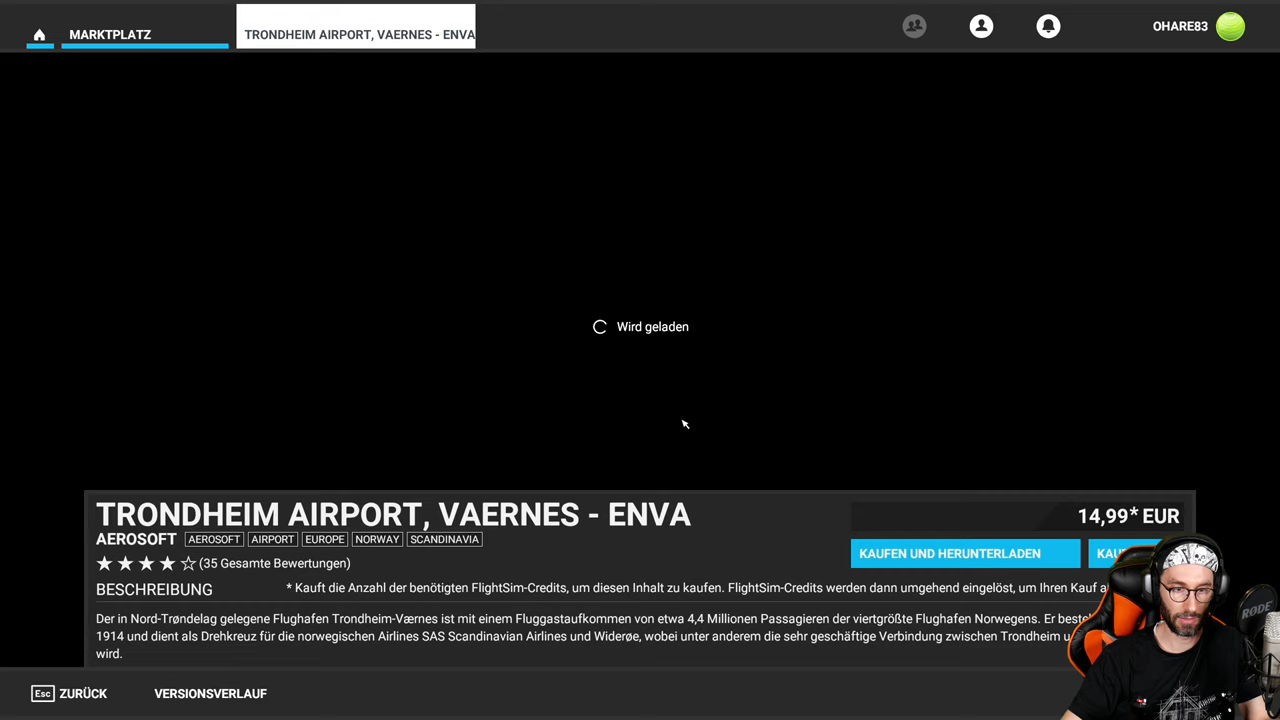 MARKTPLATZ
TRONDHEIM AIRPORT, VAERNES - ENVA
OHARE83
Wird geladen
TRONDHEIM AIRPORT, VAERNES - ENVA
14,99* EUR
AEROSOFT AEROSOFT AIRPORT EUROPE NORWAY SCANDINAVIA
KAUFEN UND HERUNTERLADEN
(35 Gesamte Bewertungen)
BESCHREIBUNG
* Kauft die Anzahl der benötigten FlightSim-Credits, um diesen Inhalt zu kaufen. FlightSim-Credits werden dann umgehend eingelöst, um Ihren Kauf
Der in Nord-Trøndelag gelegene Flughafen Trondheim-Værnes ist mit einem Fluggastaufkommen von etwa 4,4 Millionen Passagieren der viertgrößte Flughafen Norwegens. Er
1914 und dient als Drehkreuz für die norwegischen Airlines SAS Scandinavian Airlines und Widerøe, wobei unter anderem die sehr geschäftige Verbindung zwischen Trondheim
wird.
RODE
Esc ZURÜCK
VERSIONSVERLAUF